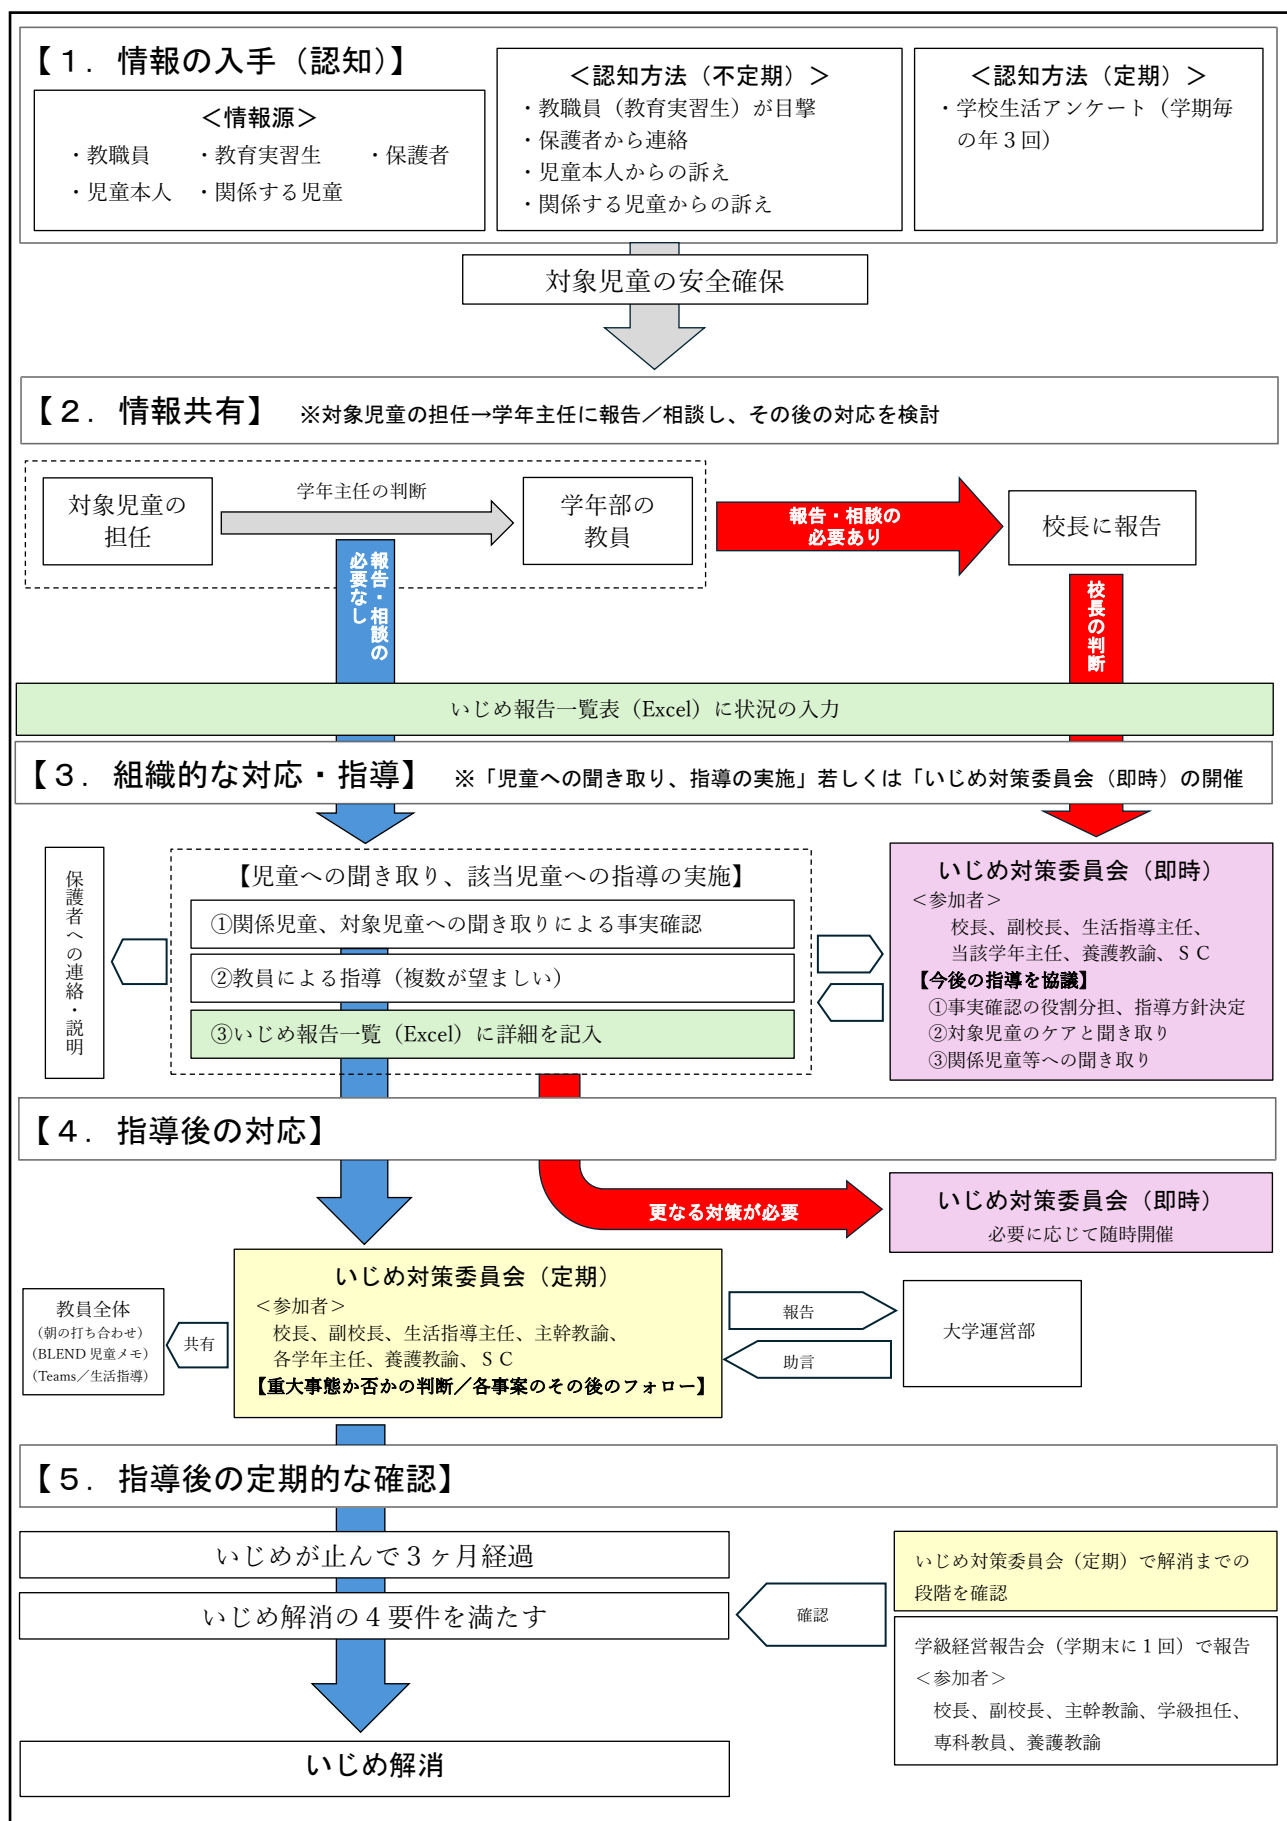 【１．情報の入手（認知）】
＜情報源＞
・教職員　・教育実習生　・保護者
・児童本人　・関係する児童
＜認知方法（不定期）＞
・教職員（教育実習生）が目撃
・保護者から連絡
・児童本人からの訴え
・関係する児童からの訴え
＜認知方法（定期）＞
・学校生活アンケート（学期毎
の年３回）
対象児童の安全確保
【２．情報共有】　※対象児童の担任→学年主任に報告／相談し、その後の対応を検討
対象児童の
担任
学年主任の判断
学年部の
教員
報告・相談の
必要あり
校長に報告
報告・相談の
必要なし
校長の判断
いじめ報告一覧表（Excel）に状況の入力
【３．組織的な対応・指導】　※「児童への聞き取り、指導の実施」若しくは「いじめ対策委員会（即時）の開催
保護者への連絡・説明
【児童への聞き取り、該当児童への指導の実施】
①関係児童、対象児童への聞き取りによる事実確認
②教員による指導（複数が望ましい）
③いじめ報告一覧（Excel）に詳細を記入
いじめ対策委員会（即時）
＜参加者＞
校長、副校長、生活指導主任、
当該学年主任、養護教諭、ＳＣ
【今後の指導を協議】
①事実確認の役割分担、指導方針決定
②対象児童のケアと聞き取り
③関係児童等への聞き取り
【４．指導後の対応】
更なる対策が必要
いじめ対策委員会（即時）
必要に応じて随時開催
教員全体
（朝の打ち合わせ）
（BLEND 児童メモ）
（Teams／生活指導）
共有
いじめ対策委員会（定期）
＜参加者＞
校長、副校長、生活指導主任、主幹教諭、
各学年主任、養護教諭、ＳＣ
【重大事態か否かの判断／各事案のその後のフォロー】
報告
助言
大学運営部
【５．指導後の定期的な確認】
いじめが止んで３ヶ月経過
いじめ解消の４要件を満たす
確認
いじめ対策委員会（定期）で解消までの
段階を確認
学級経営報告会（学期末に１回）で報告
＜参加者＞
校長、副校長、主幹教諭、学級担任、
専科教員、養護教諭
いじめ解消